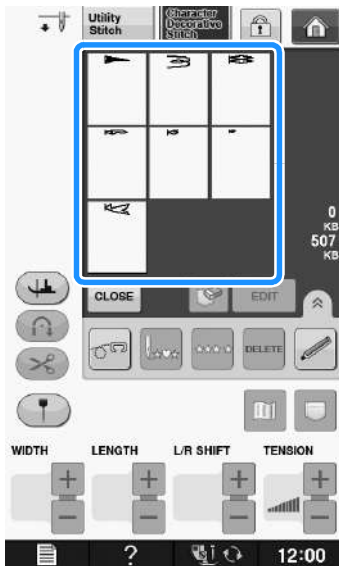 Utility
Stitch
Character
Decorative
Stitch
0
KB
507
KB
CLOSE
EDIT
DELETE
WIDTH
LENGTH
L/R SHIFT
TENSION
?
12:00